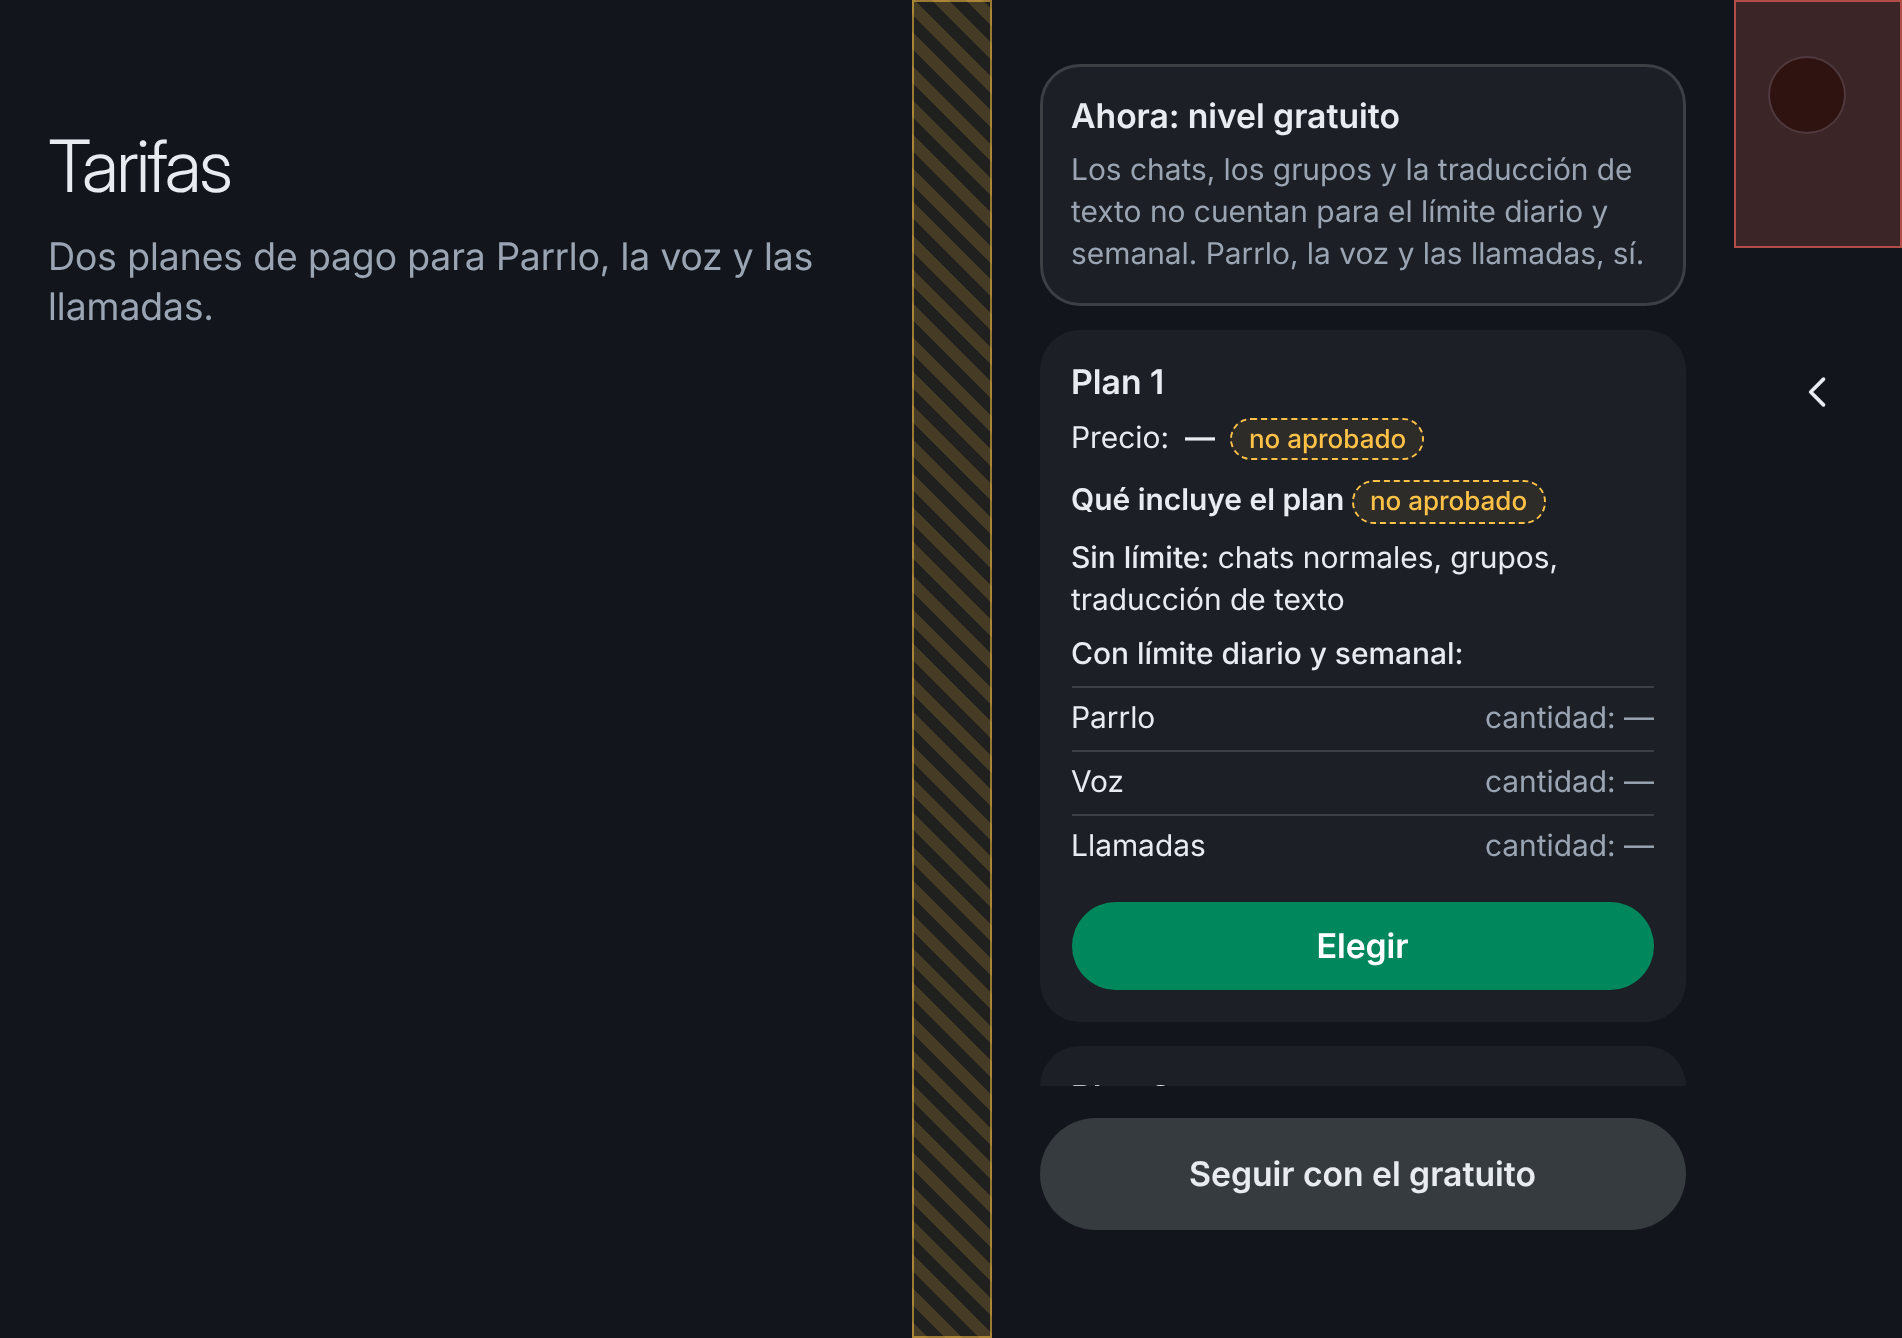 Tarifas
Dos planes de pago para Parrlo, la voz y las
llamadas.
Ahora: nivel gratuito
Los chats, los grupos y la traducción de
texto no cuentan para el límite diario y
semanal. Parrlo, la voz y las llamadas, sí.
Plan 1
Precio: — no aprobado
Qué incluye el plan no aprobado
Sin límite: chats normales, grupos,
traducción de texto
Con límite diario y semanal:
Parrlo cantidad: —
Voz cantidad: —
Llamadas cantidad: —
Elegir
Seguir con el gratuito